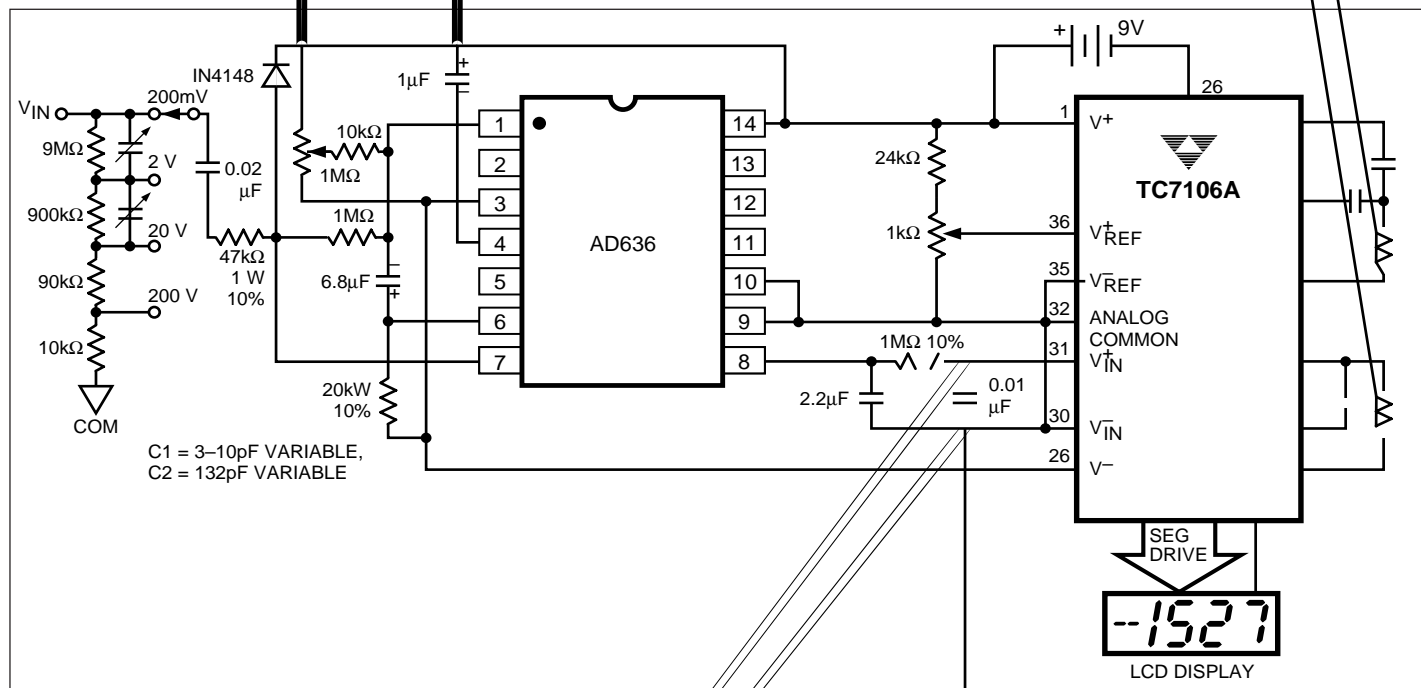 9V
+
26
IN4148
1µF
+
–
VIN
200mV
9MΩ
2 V
900kΩ
20 V
90kΩ
200 V
10kΩ
COM
0.02
µF
47kΩ
1 W
10%
10kΩ
1MΩ
1MΩ
6.8µF
–
+
20kW
10%
C1 = 3–10pF VARIABLE,
C2 = 132pF VARIABLE
1
2
3
4
5
6
7
AD636
14
13
12
11
10
9
8
24kΩ
1kΩ
1MΩ 10%
2.2µF
0.01
µF
1
V+
TC7106A
36
V+REF
35
V–REF
32
ANALOG
COMMON
31
V+IN
30
V–IN
26
V–
SEG
DRIVE
--1527
LCD DISPLAY